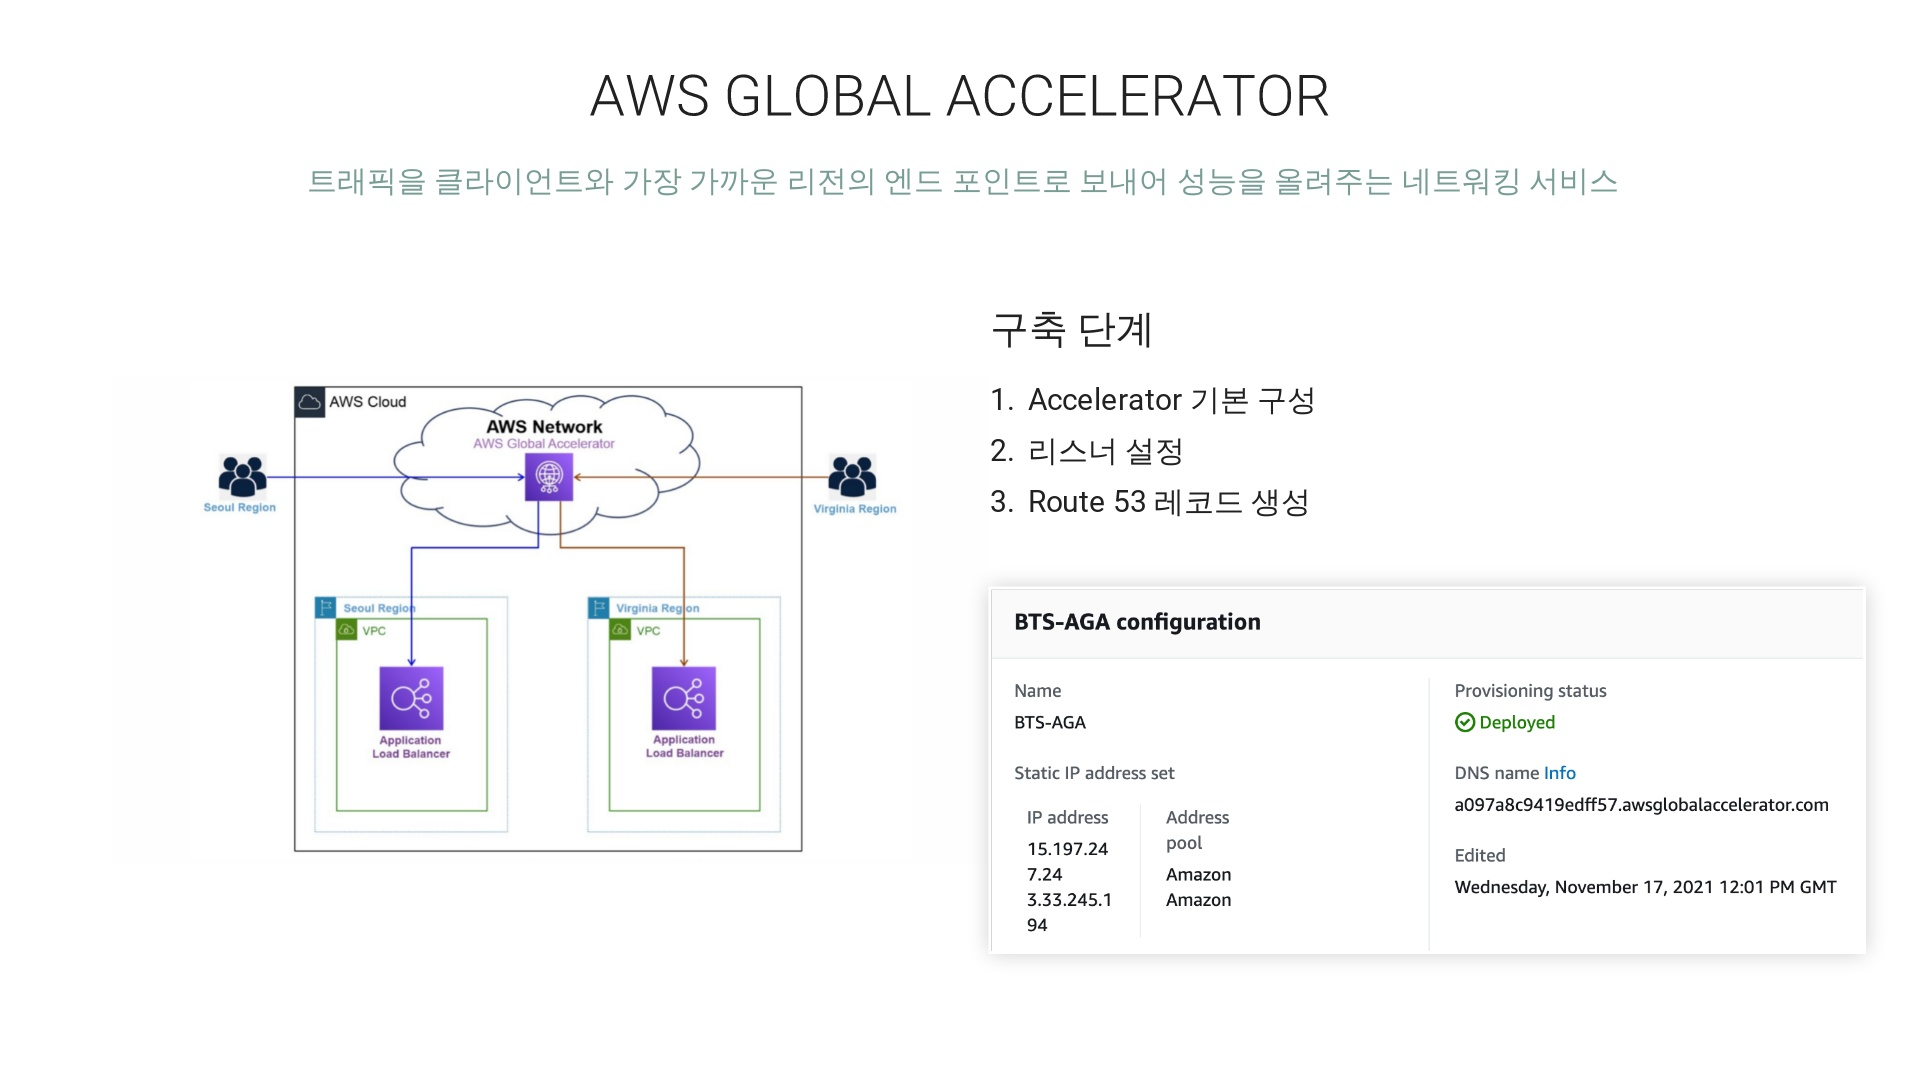 AWS GLOBAL ACCELERATOR
트래픽을 클라이언트와 가장 가까운 리전의 엔드 포인트로 보내어 성능을 올려주는 네트워킹 서비스
AWS Cloud
AWS Network
AWS Global Accelerator
Seoul Region
Virginia Region
Seoul Region
VPC
Application
Load Balancer
Virginia Region
VPC
Application
Load Balancer
구축 단계
1. Accelerator 기본 구성
2. 리스너 설정
3. Route 53 레코드 생성
BTS-AGA configuration
Name
BTS-AGA
Static IP address set
IP address
15.197.24
7.24
3.33.245.1
94
Address
pool
Amazon
Amazon
Provisioning status
Deployed
DNS name Info
a097a8c9419edff57.awsglobalaccelerator.com
Edited
Wednesday, November 17, 2021 12:01 PM GMT